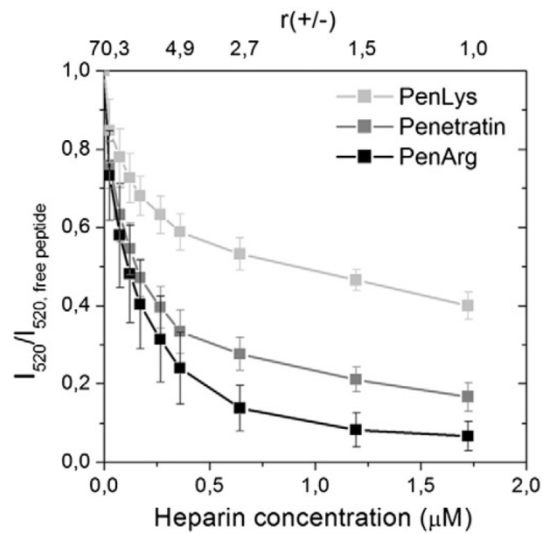 r(+/-)
70,3 4,9 2,7 1,5 1,0
PenLys
Penetratin
PenArg
1,0
0,8
0,6
0,4
0,2
0,0
I520/I520, free peptide
0,0 0,5 1,0 1,5 2,0
Heparin concentration (µM)